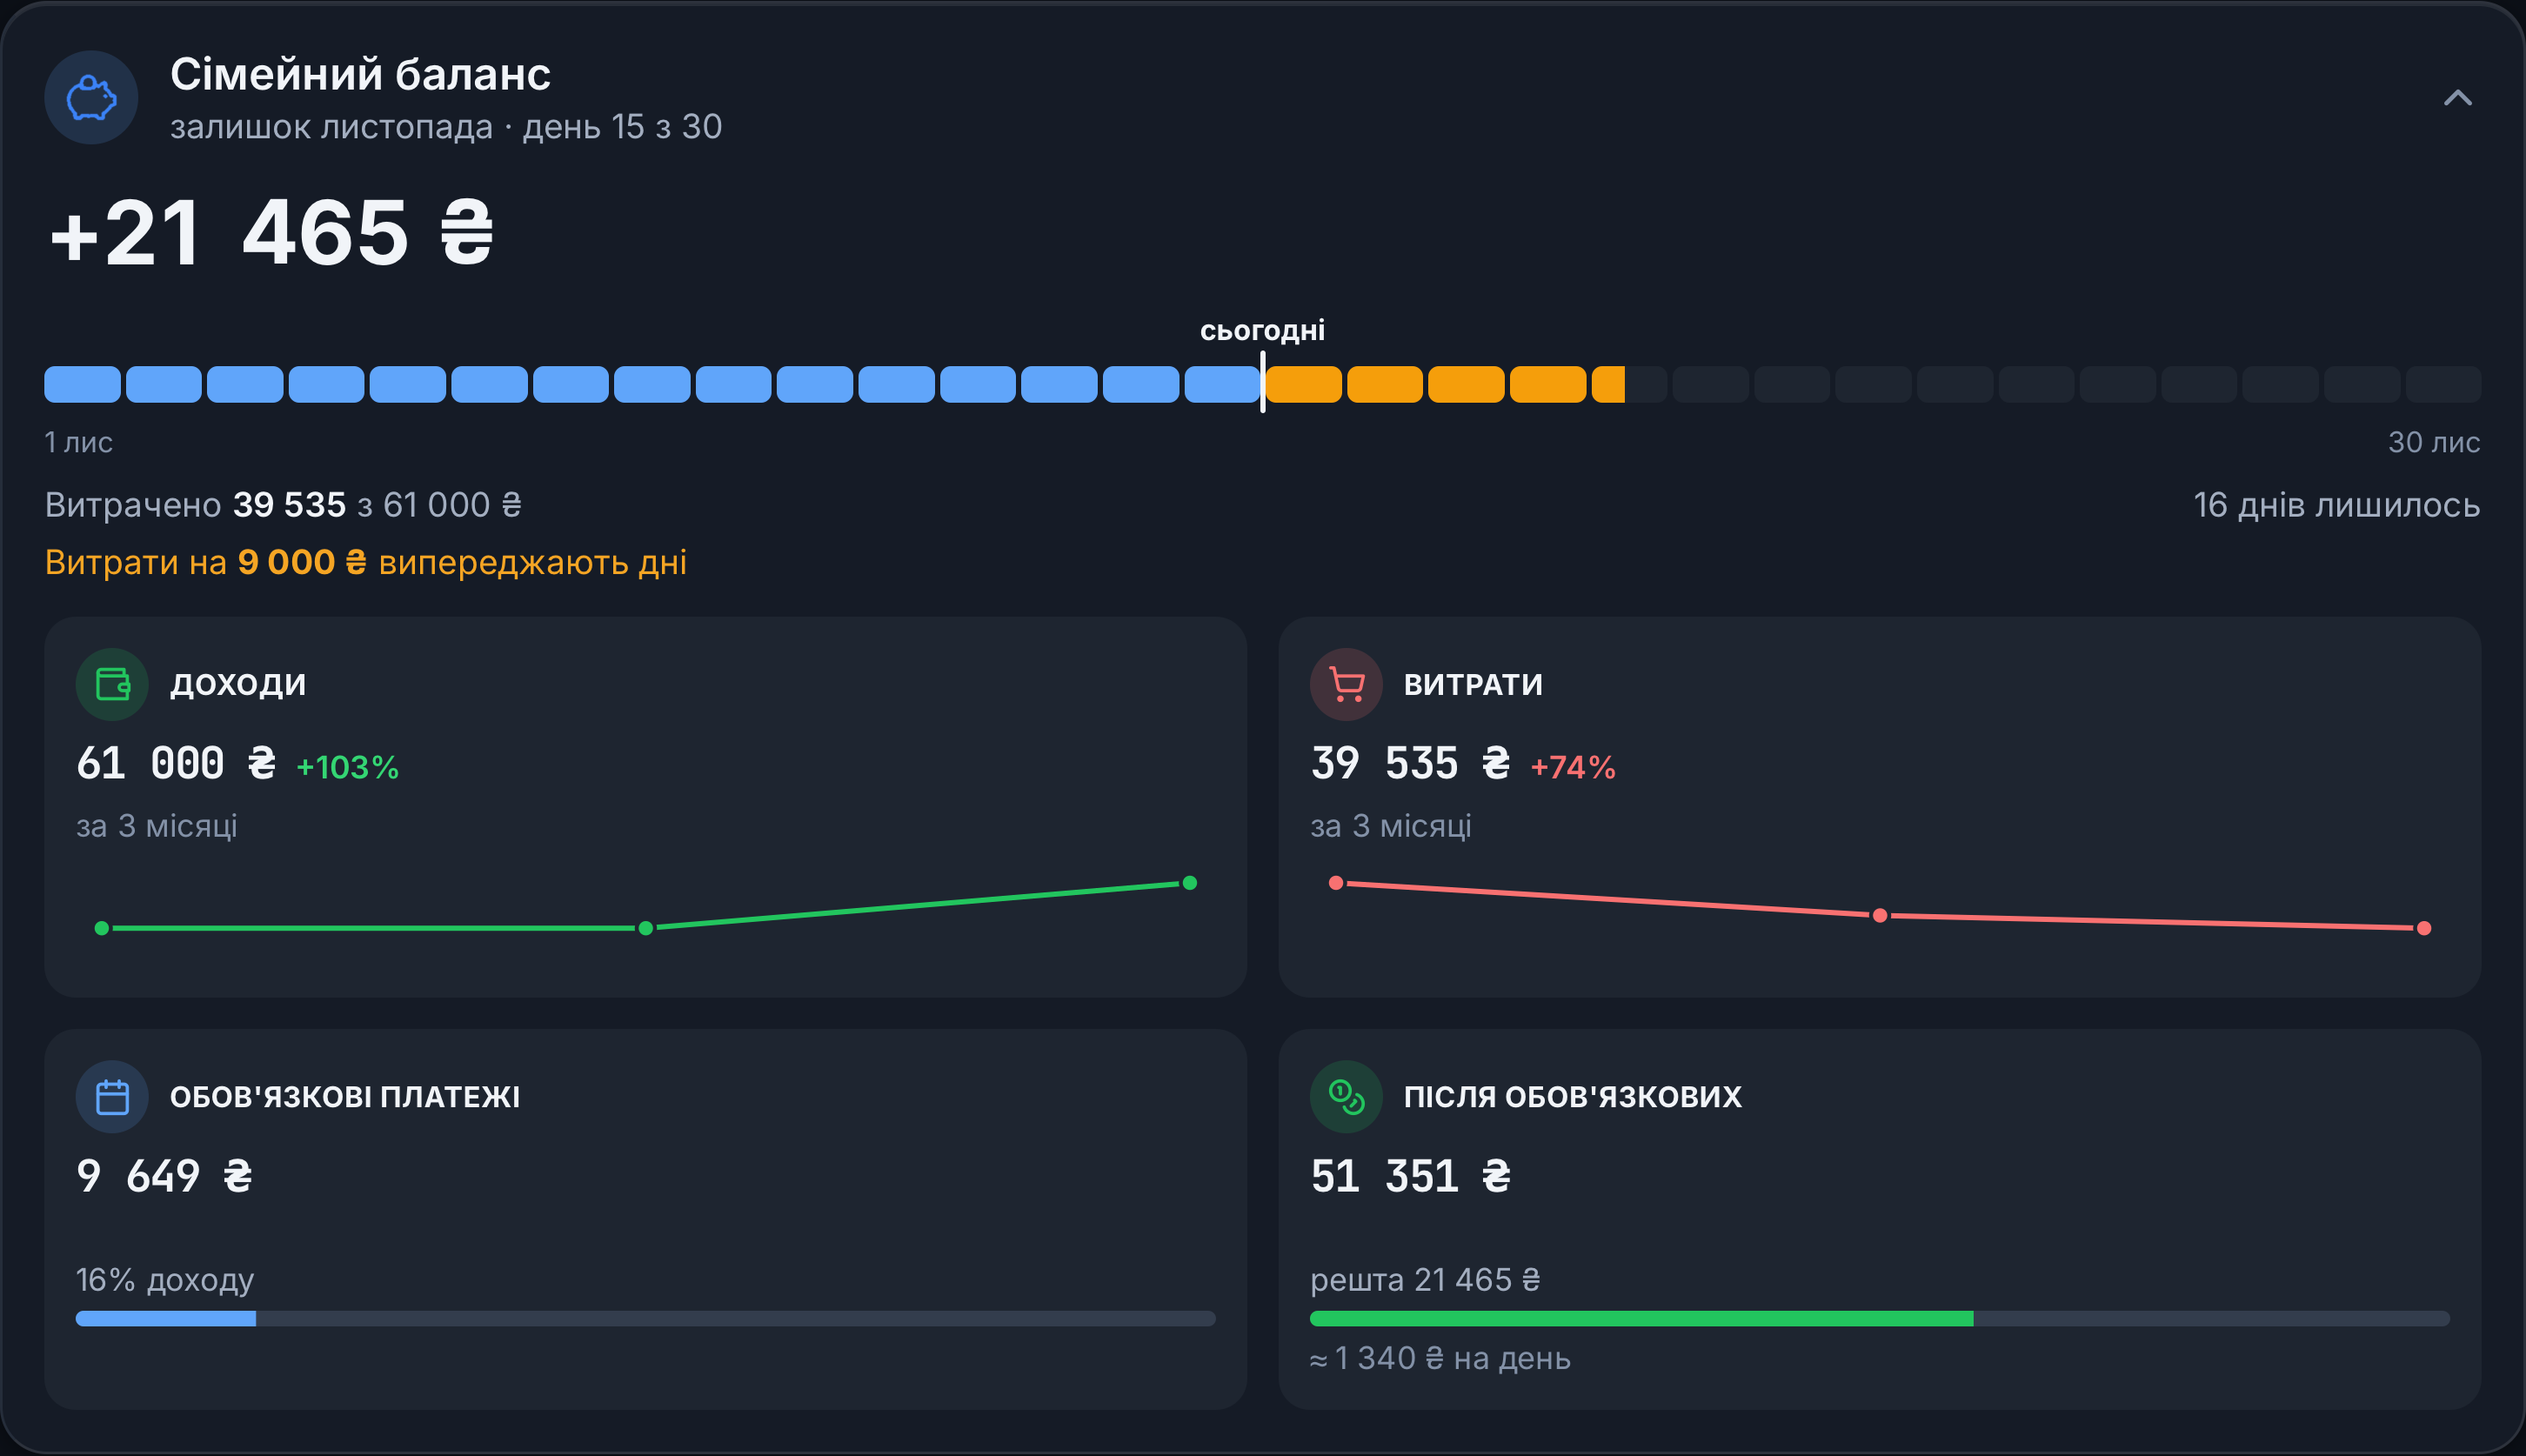 Сімейний баланс
залишок листопада · день 15 з 30
+21 465 ₴
сьогодні
1 лис
30 лис
Витрачено 39 535 з 61 000 ₴
16 днів лишилось
Витрати на 9 000 ₴ випереджають дні
ДОХОДИ
61 000 ₴ +103%
за 3 місяці
ВИТРАТИ
39 535 ₴ +74%
за 3 місяці
ОБОВ'ЯЗКОВІ ПЛАТЕЖІ
9 649 ₴
16% доходу
ПІСЛЯ ОБОВ'ЯЗКОВИХ
51 351 ₴
решта 21 465 ₴
≈ 1 340 ₴ на день